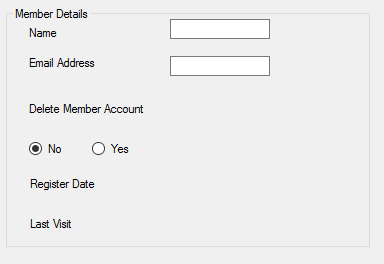 Member Details
Name
Email Address
Delete Member Account
No Yes
Register Date
Last Visit